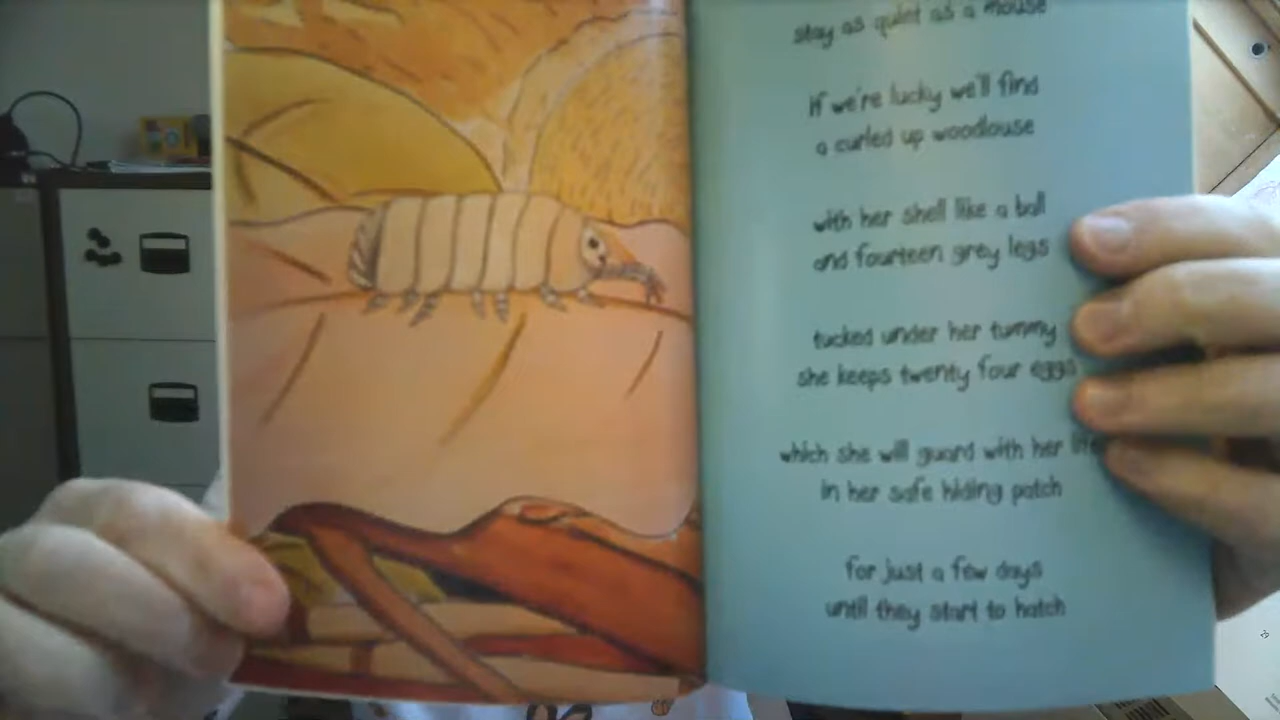 stay as quiet as a mouse
if we're lucky we'll find
a curled up woodlouse
with her shell like a ball
and fourteen grey legs
tucked under her tummy
she keeps twenty four eggs
which she will guard with her life
in her safe hiding patch
for just a few days
until they start to hatch